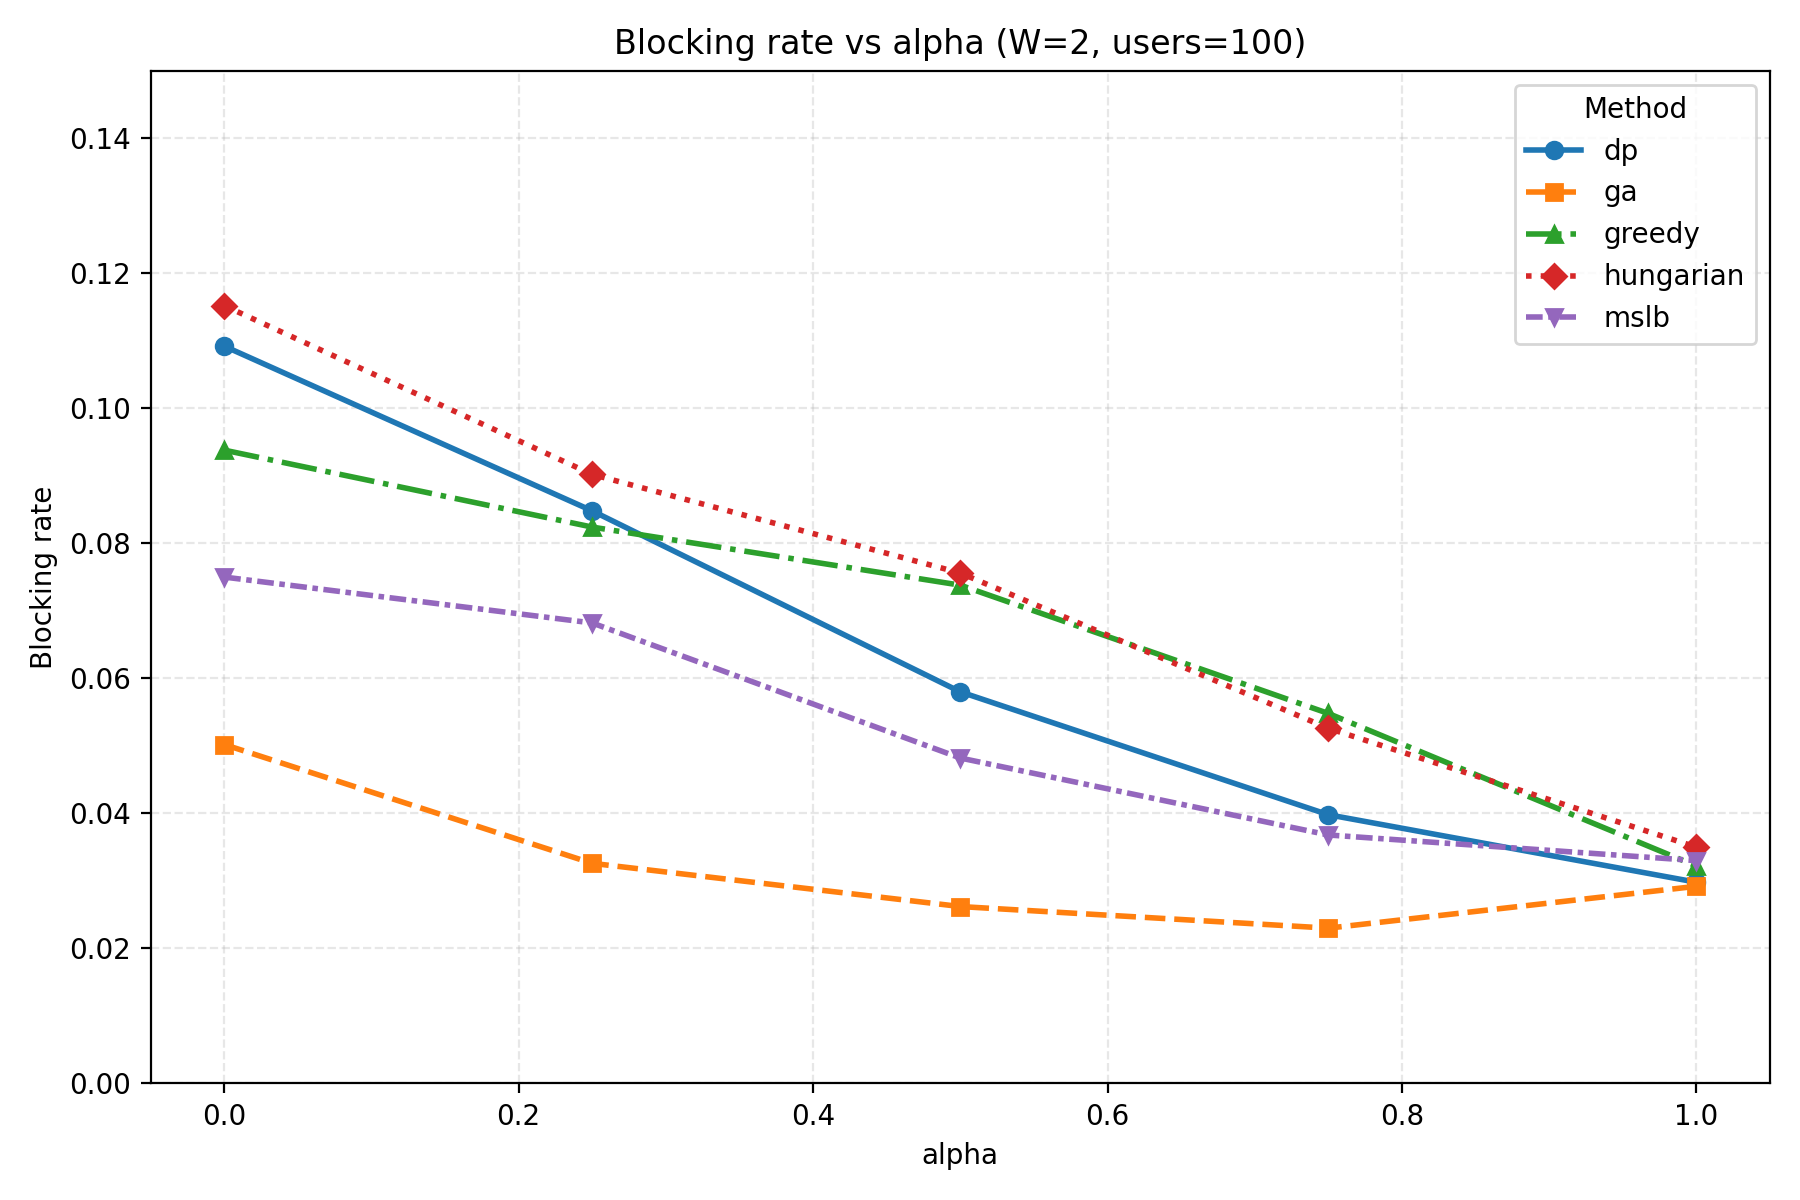 Blocking rate vs alpha (W=2, users=100)
Method
dp
ga
greedy
hungarian
mslb
Blocking rate
0.14
0.12
0.10
0.08
0.06
0.04
0.02
0.00
0.0 0.2 0.4 0.6 0.8 1.0
alpha